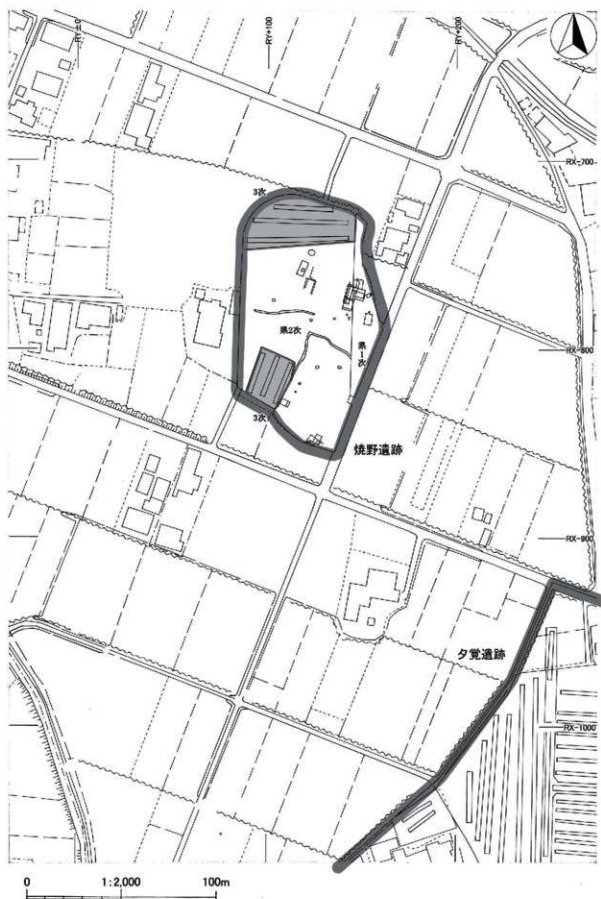 RY±0
RY+100
RY+200
RX-700
3次
県2次
県1次
RX-800
3次
焼野遺跡
RX-900
夕覚遺跡
RX-1000
0 1:2,000 100m